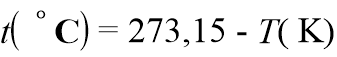 t( °C) = 273,15 - T( K)